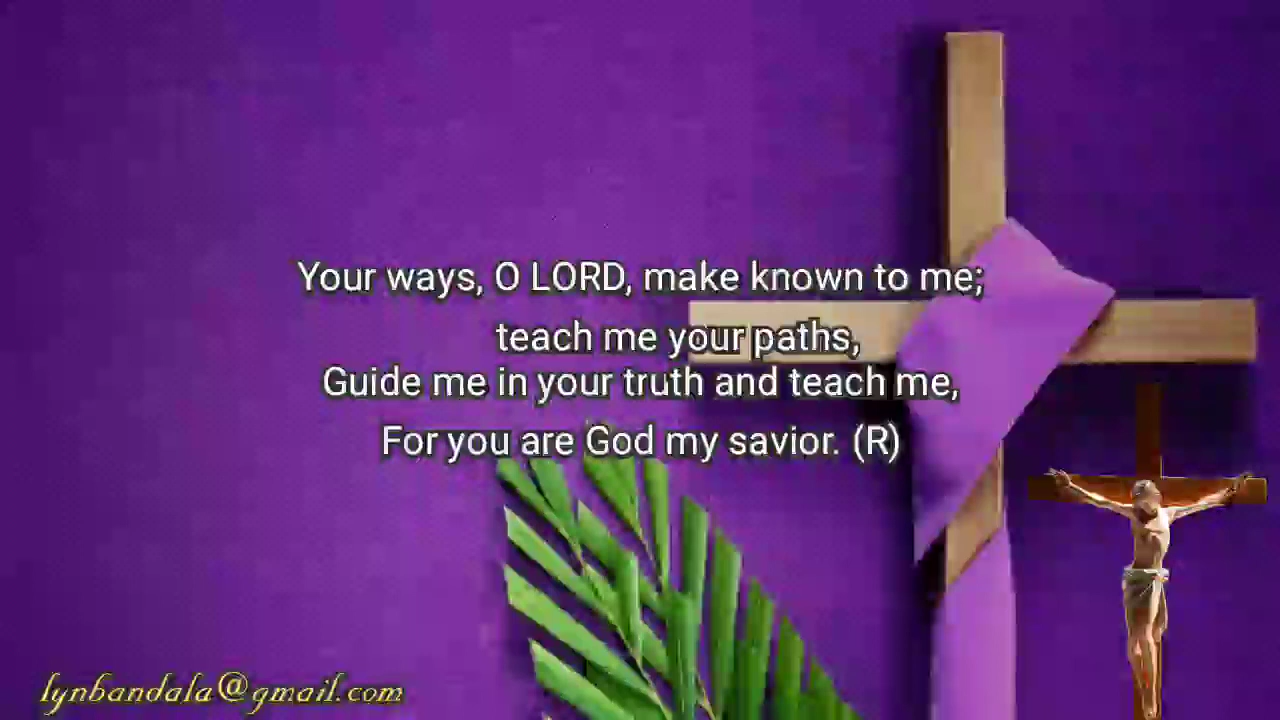 Your ways, O LORD, make known to me;
teach me your paths,
Guide me in your truth and teach me,
For you are God my savior. (R)
lynbandala@gmail.com